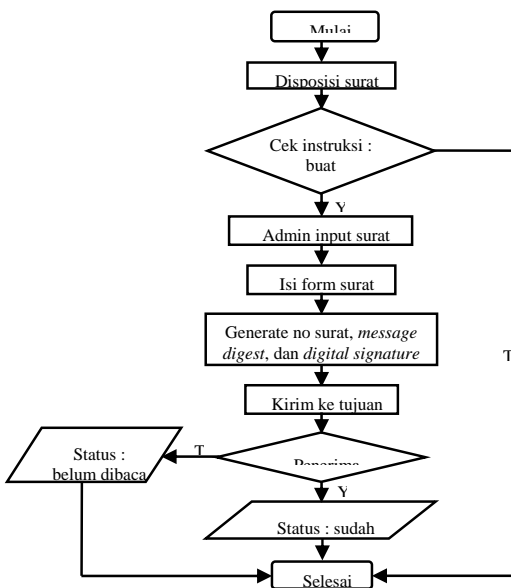 Mulai
Disposisi surat
Cek instruksi :
buat
Y
Admin input surat
Isi form surat
Generate no surat, message
digest, dan digital signature
T
Kirim ke tujuan
Status :
belum dibaca
T
Penerima
Y
Status : sudah
Selesai